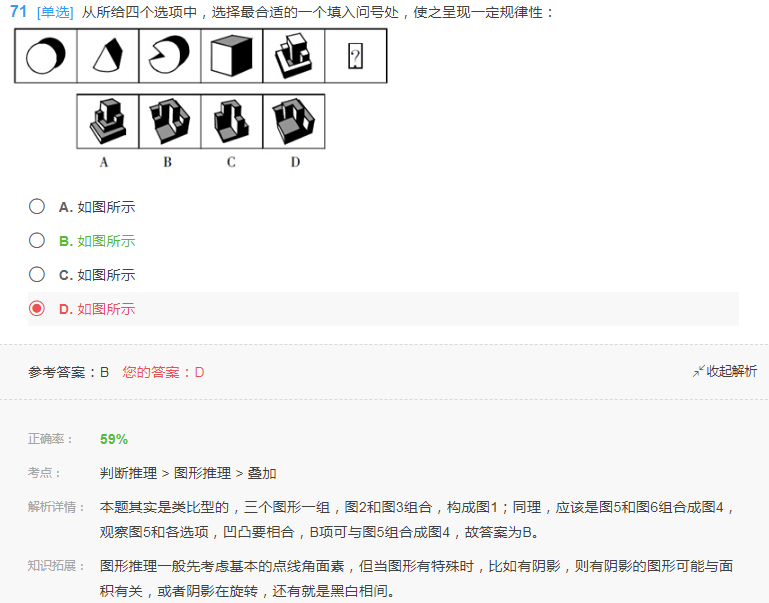 71 [单选] 从所给四个选项中，选择最合适的一个填入问号处，使之呈现一定规律性：
?
A B C D
A. 如图所示
B. 如图所示
C. 如图所示
D. 如图所示
参考答案：B 您的答案：D 收起解析
正确率： 59%
考点： 判断推理 > 图形推理 > 叠加
解析详情： 本题其实是类比型的，三个图形一组，图2和图3组合，构成图1；同理，应该是图5和图6组合成图4，
观察图5和各选项，凹凸要相合，B项可与图5组合成图4，故答案为B。
知识拓展： 图形推理一般先考虑基本的点线角面素，但当图形有特殊时，比如有阴影，则有阴影的图形可能与面
积有关，或者阴影在旋转，还有就是黑白相间。